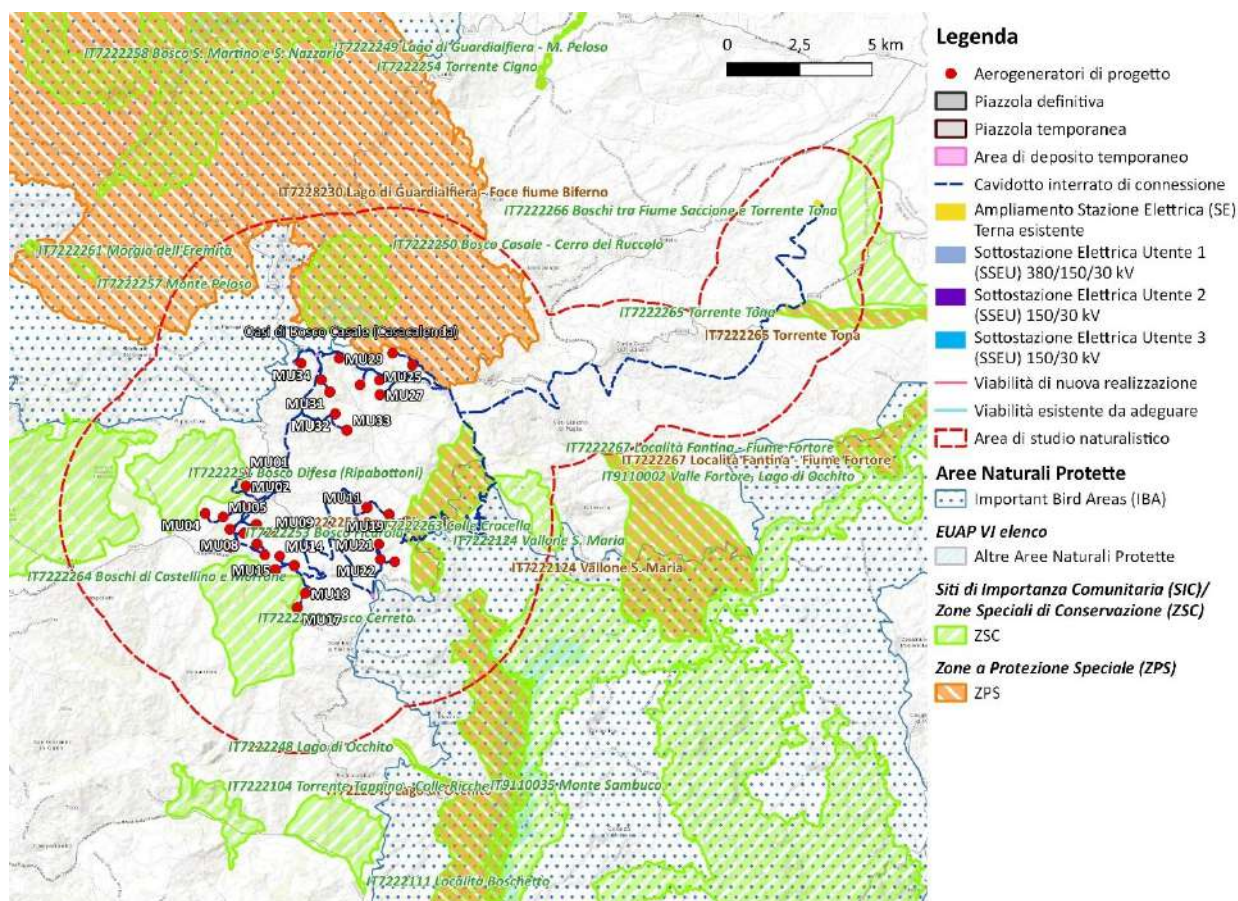 IT7222258 Bosco S. Martino e S. Nazzario
IT7222249 Lago di Guardialfiera - M. Peloso
IT7222254 Torrente Cigno
0 2,5 5 km
IT7228230 Lago di Guardialfiera - Foce fiume Biferno
IT7222266 Boschi tra Fiume Saccione e Torrente Tona
IT7222261 Morgia dell'Eremita
IT7222250 Bosco Casale - Cerro del Ruccolo
IT7222257 Monte Peloso
IT7222265 Torrente Tona
IT7222265 Torrente Tona
Oasi di Bosco Casale (Casacalenda)
MU29
MU34
MU25
MU31
MU27
MU32
MU33
IT7222267 Località Fantina - Fiume Fortore
IT7222267 Località Fantina - Fiume Fortore
MU01
IT7222251 Bosco Difesa (Ripabottoni)
IT9110002 Valle Fortore, Lago di Occhito
MU02
MU11
MU05
MU04
MU09
MU19
IT7222263 Colle Crocella
IT7222253 Bosco Ficarola
MU08
MU21
IT7222124 Vallone S. Maria
MU14
IT7222124 Vallone S. Maria
IT7222264 Boschi di Castellino e Morrone
MU15
MU22
MU18
Bosco Cerreto
MU17
IT7222248 Lago di Occhito
IT7222104 Torrente Tappino - Colle Ricchetta
IT9110035 Monte Sambuco
Lago di Occhito
IT7222111 Località Boschetto
Legenda
Aerogeneratori di progetto
Piazzola definitiva
Piazzola temporanea
Area di deposito temporaneo
Cavidotto interrato di connessione
Ampliamento Stazione Elettrica (SE)
Terna esistente
Sottostazione Elettrica Utente 1
(SSEU) 380/150/30 kV
Sottostazione Elettrica Utente 2
(SSEU) 150/30 kV
Sottostazione Elettrica Utente 3
(SSEU) 150/30 kV
Viabilità di nuova realizzazione
Viabilità esistente da adeguare
Area di studio naturalistico
Aree Naturali Protette
Important Bird Areas (IBA)
EUAP VI elenco
Altre Aree Naturali Protette
Siti di Importanza Comunitaria (SIC)/
Zone Speciali di Conservazione (ZSC)
ZSC
Zone a Protezione Speciale (ZPS)
ZPS